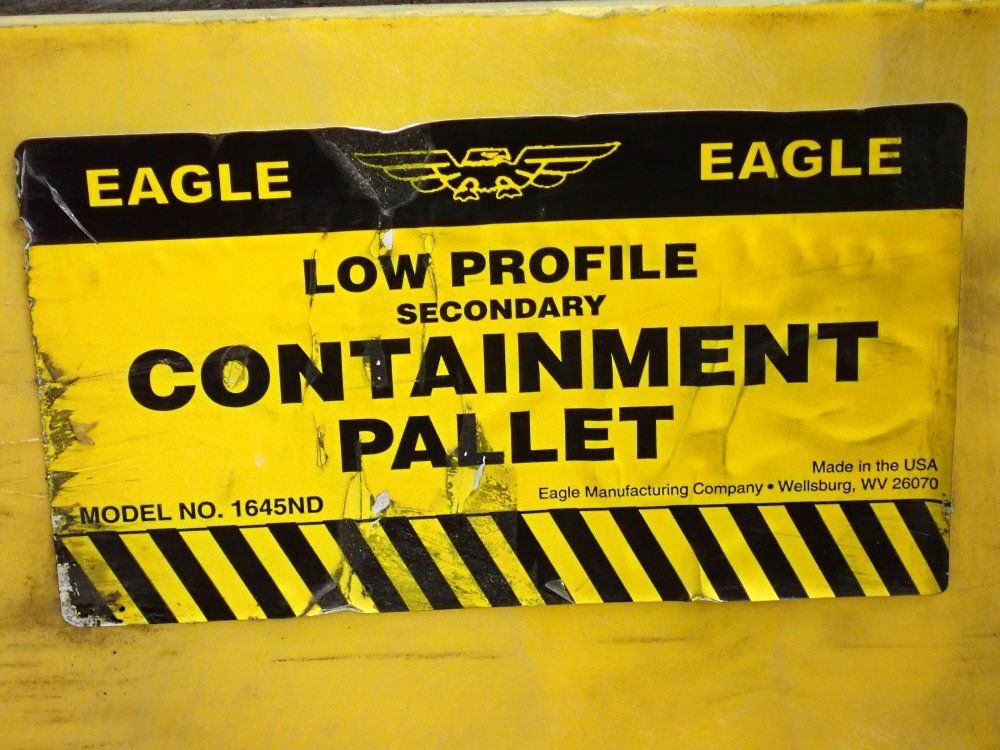 EAGLE EAGLE
LOW PROFILE
SECONDARY
CONTAINMENT
PALLET
Made in the USA
MODEL NO. 1645ND Eagle Manufacturing Company • Wellsburg, WV 26070